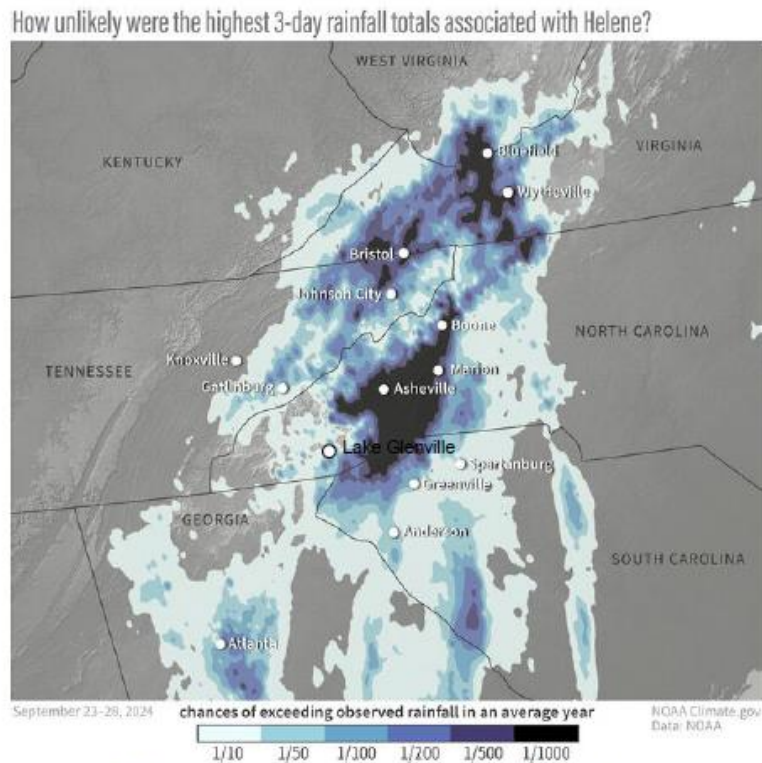 How unlikely were the highest 3-day rainfall totals associated with Helene?
WEST VIRGINIA
KENTUCKY
VIRGINIA
Bluefield
Wytheville
Bristol
Johnson City
Boone
NORTH CAROLINA
Knoxville
TENNESSEE
Marion
Gatlinburg
Asheville
Lake Glenville
Spartanburg
Greenville
GEORGIA
Anderson
SOUTH CAROLINA
Atlanta
September 23-28, 2024
chances of exceeding observed rainfall in an average year
NOAA Climate.gov
Data: NOAA
1/10 1/50 1/100 1/200 1/500 1/1000